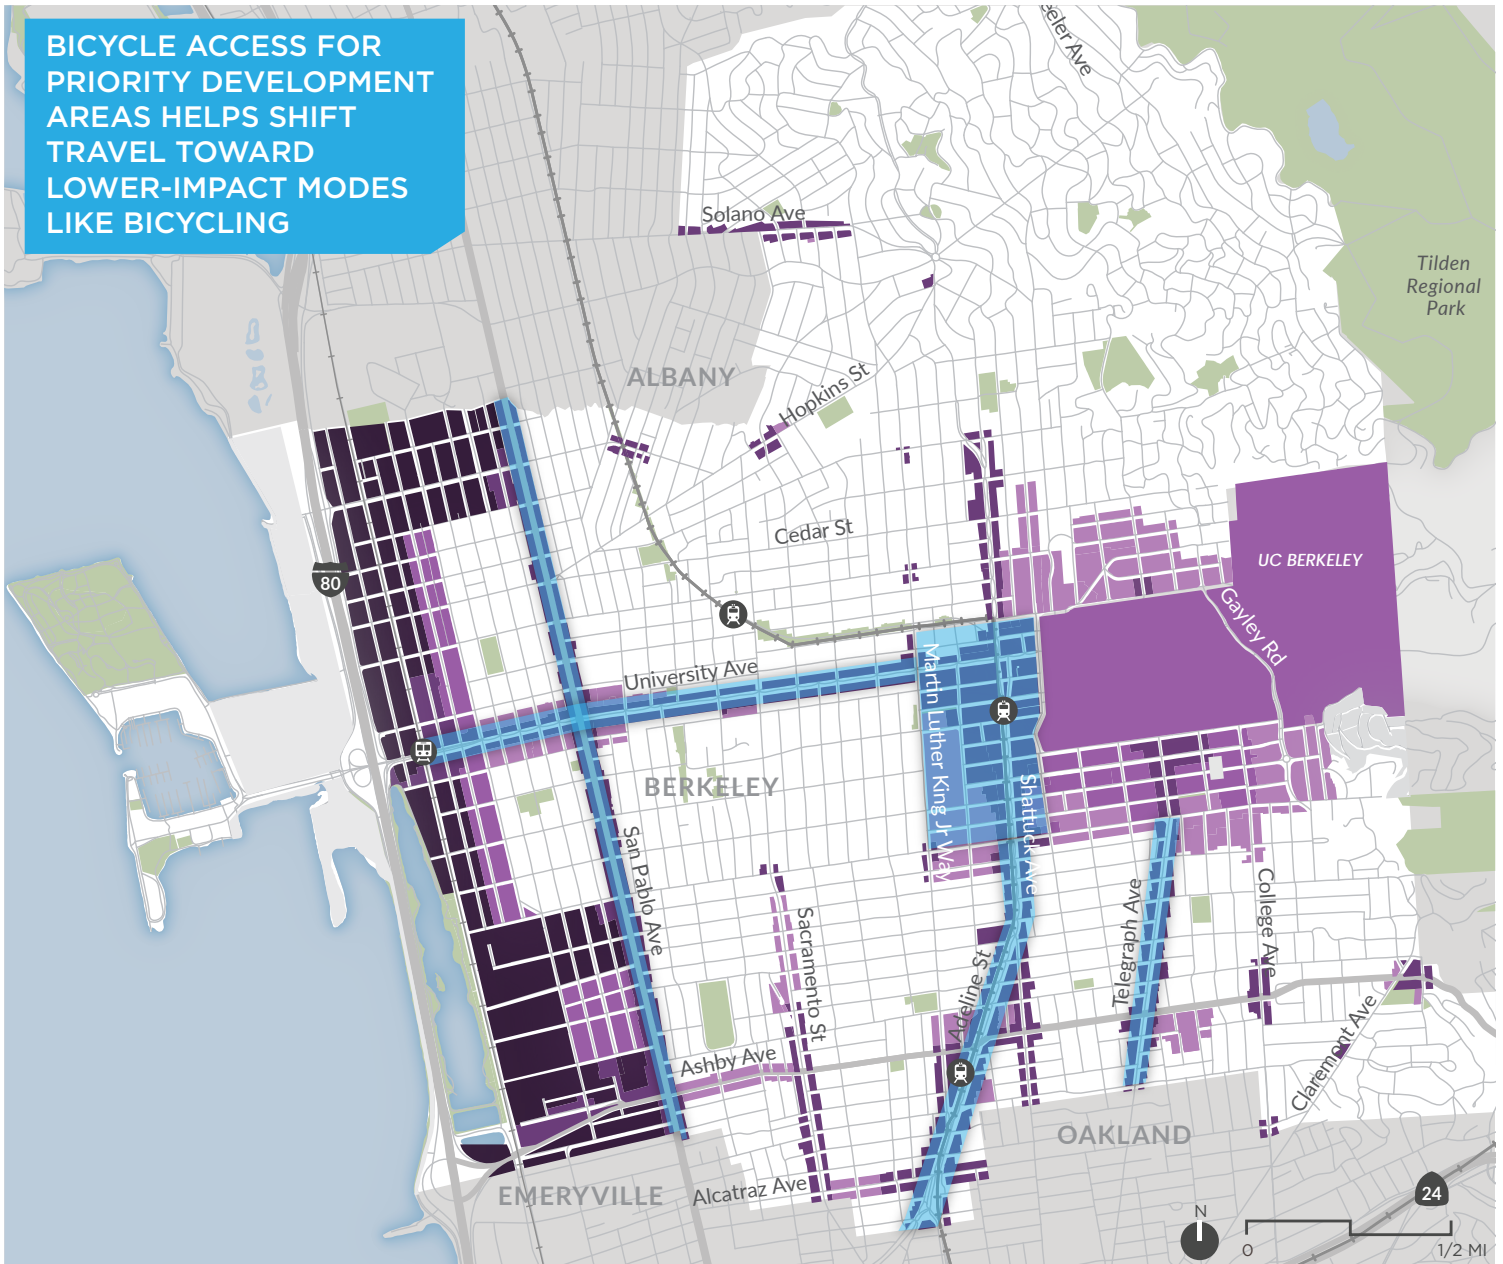 BICYCLE ACCESS FOR
PRIORITY DEVELOPMENT
AREAS HELPS SHIFT
TRAVEL TOWARD
LOWER-IMPACT MODES
LIKE BICYCLING
eeler Ave
Solano Ave
Tilden
Regional
Park
ALBANY
Hopkins St
Cedar St
UC BERKELEY
80
Gayley Rd
University Ave
Martin Luther King Jr Way
BERKELEY
Shattuck Ave
San Pablo Ave
Sacramento St
College Ave
Telegraph Ave
Adeline St
Claremont Ave
Ashby Ave
OAKLAND
EMERYVILLE
Alcatraz Ave
24
N
0
1/2 MI